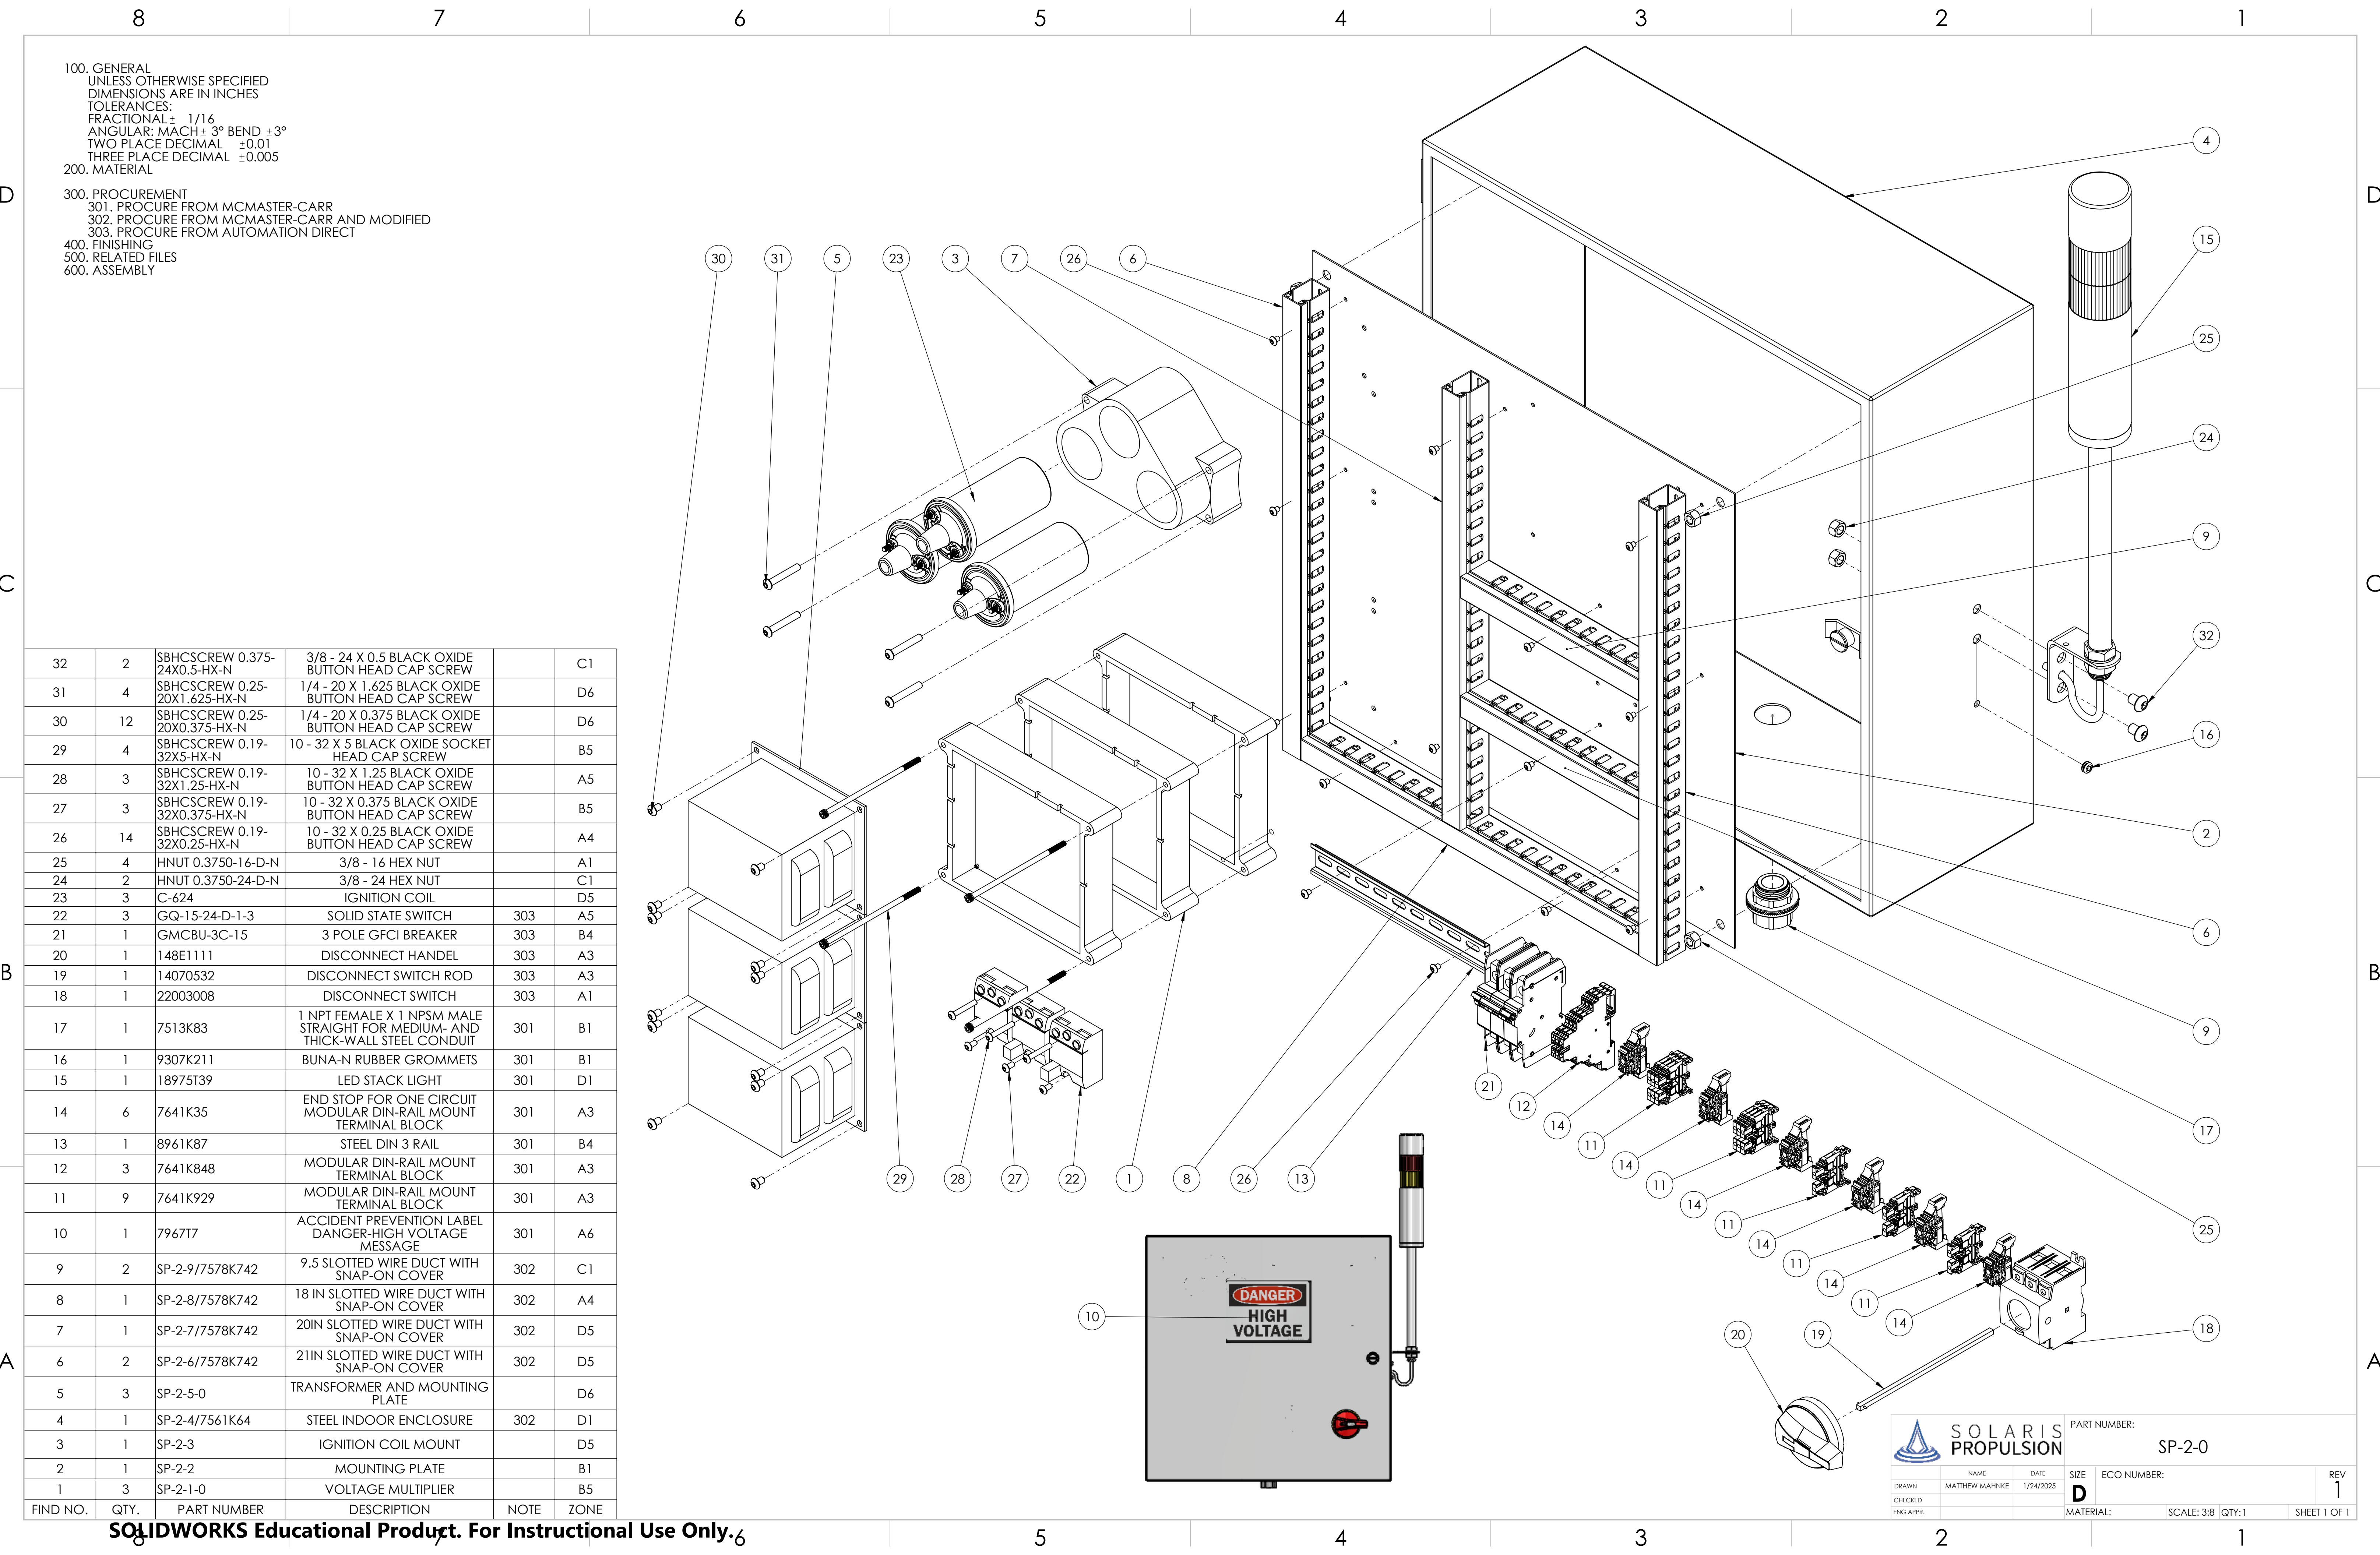 8 7 6 5 4 3 2 1
100. GENERAL
UNLESS OTHERWISE SPECIFIED
DIMENSIONS ARE IN INCHES
TOLERANCES:
FRACTIONAL± 1/16
ANGULAR: MACH± 3° BEND ±3°
TWO PLACE DECIMAL ±0.01
THREE PLACE DECIMAL ±0.005
200. MATERIAL
300. PROCUREMENT
301. PROCURE FROM MCMASTER-CARR
302. PROCURE FROM MCMASTER-CARR AND MODIFIED
303. PROCURE FROM AUTOMATION DIRECT
400. FINISHING
500. RELATED FILES
600. ASSEMBLY
D
D
C
C
B
B
A
A
30 31 5 23 3 7 26 6
4
15
25
24
9
32
16
2
6
9
17
25
18
29 28 27 22 1 8 26 13
21
12
14
11
14
11
14
11
14
11
14
11
14
20
19
10
DANGER
HIGH
VOLTAGE
32 2 SBHCSCREW 0.375-
24X0.5-HX-N 3/8 - 24 X 0.5 BLACK OXIDE
BUTTON HEAD CAP SCREW C1
31 4 SBHCSCREW 0.25-
20X1.625-HX-N 1/4 - 20 X 1.625 BLACK OXIDE
BUTTON HEAD CAP SCREW D6
30 12 SBHCSCREW 0.25-
20X0.375-HX-N 1/4 - 20 X 0.375 BLACK OXIDE
BUTTON HEAD CAP SCREW D6
29 4 SBHCSCREW 0.19-
32X5-HX-N 10 - 32 X 5 BLACK OXIDE SOCKET
HEAD CAP SCREW B5
28 3 SBHCSCREW 0.19-
32X1.25-HX-N 10 - 32 X 1.25 BLACK OXIDE
BUTTON HEAD CAP SCREW A5
27 3 SBHCSCREW 0.19-
32X0.375-HX-N 10 - 32 X 0.375 BLACK OXIDE
BUTTON HEAD CAP SCREW B5
26 14 SBHCSCREW 0.19-
32X0.25-HX-N 10 - 32 X 0.25 BLACK OXIDE
BUTTON HEAD CAP SCREW A4
25 4 HNUT 0.3750-16-D-N 3/8 - 16 HEX NUT A1
24 2 HNUT 0.3750-24-D-N 3/8 - 24 HEX NUT C1
23 3 C-624 IGNITION COIL D5
22 3 GQ-15-24-D-1-3 SOLID STATE SWITCH 303 A5
21 1 GMCBU-3C-15 3 POLE GFCI BREAKER 303 B4
20 1 148E1111 DISCONNECT HANDEL 303 A3
19 1 14070532 DISCONNECT SWITCH ROD 303 A3
18 1 22003008 DISCONNECT SWITCH 303 A1
17 1 7513K83 1 NPT FEMALE X 1 NPSM MALE
STRAIGHT FOR MEDIUM- AND
THICK-WALL STEEL CONDUIT 301 B1
16 1 9307K211 BUNA-N RUBBER GROMMETS 301 B1
15 1 18975T39 LED STACK LIGHT 301 D1
14 6 7641K35 END STOP FOR ONE CIRCUIT
MODULAR DIN-RAIL MOUNT
TERMINAL BLOCK 301 A3
13 1 8961K87 STEEL DIN 3 RAIL 301 B4
12 3 7641K848 MODULAR DIN-RAIL MOUNT
TERMINAL BLOCK 301 A3
11 9 7641K929 MODULAR DIN-RAIL MOUNT
TERMINAL BLOCK 301 A3
10 1 7967T7 ACCIDENT PREVENTION LABEL
DANGER-HIGH VOLTAGE
MESSAGE 301 A6
9 2 SP-2-9/7578K742 9.5 SLOTTED WIRE DUCT WITH
SNAP-ON COVER 302 C1
8 1 SP-2-8/7578K742 18 IN SLOTTED WIRE DUCT WITH
SNAP-ON COVER 302 A4
7 1 SP-2-7/7578K742 20IN SLOTTED WIRE DUCT WITH
SNAP-ON COVER 302 D5
6 2 SP-2-6/7578K742 21IN SLOTTED WIRE DUCT WITH
SNAP-ON COVER 302 D5
5 3 SP-2-5-0 TRANSFORMER AND MOUNTING
PLATE D6
4 1 SP-2-4/7561K64 STEEL INDOOR ENCLOSURE 302 D1
3 1 SP-2-3 IGNITION COIL MOUNT D5
2 1 SP-2-2 MOUNTING PLATE B1
1 3 SP-2-1-0 VOLTAGE MULTIPLIER B5
FIND NO. QTY. PART NUMBER DESCRIPTION NOTE ZONE
SOLARIS
PROPULSION
PART NUMBER:
SP-2-0
NAME DATE
DRAWN MATTHEW MAHNKE 1/24/2025
CHECKED
ENG APPR.
SIZE
D
ECO NUMBER:
REV
1
MATERIAL: SCALE: 3:8 QTY:1 SHEET 1 OF 1
SOLIDWORKS Educational Product. For Instructional Use Only.
8 7 6 5 4 3 2 1